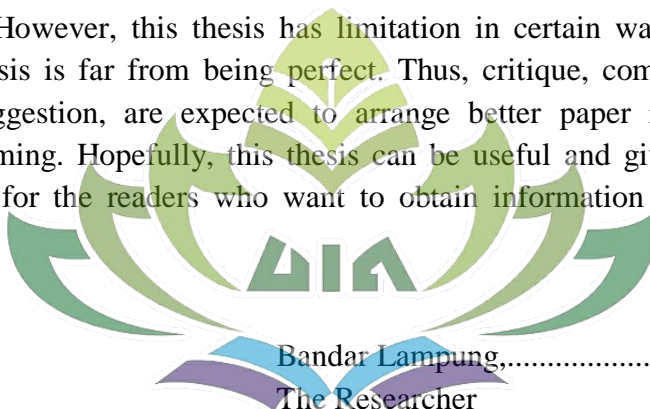 However, this thesis has limitation in certain wa
sis is far from being perfect. Thus, critique, com
ggestion, are expected to arrange better paper
ming. Hopefully, this thesis can be useful and gi
for the readers who want to obtain information
UIN
Bandar Lampung,..................
The Researcher